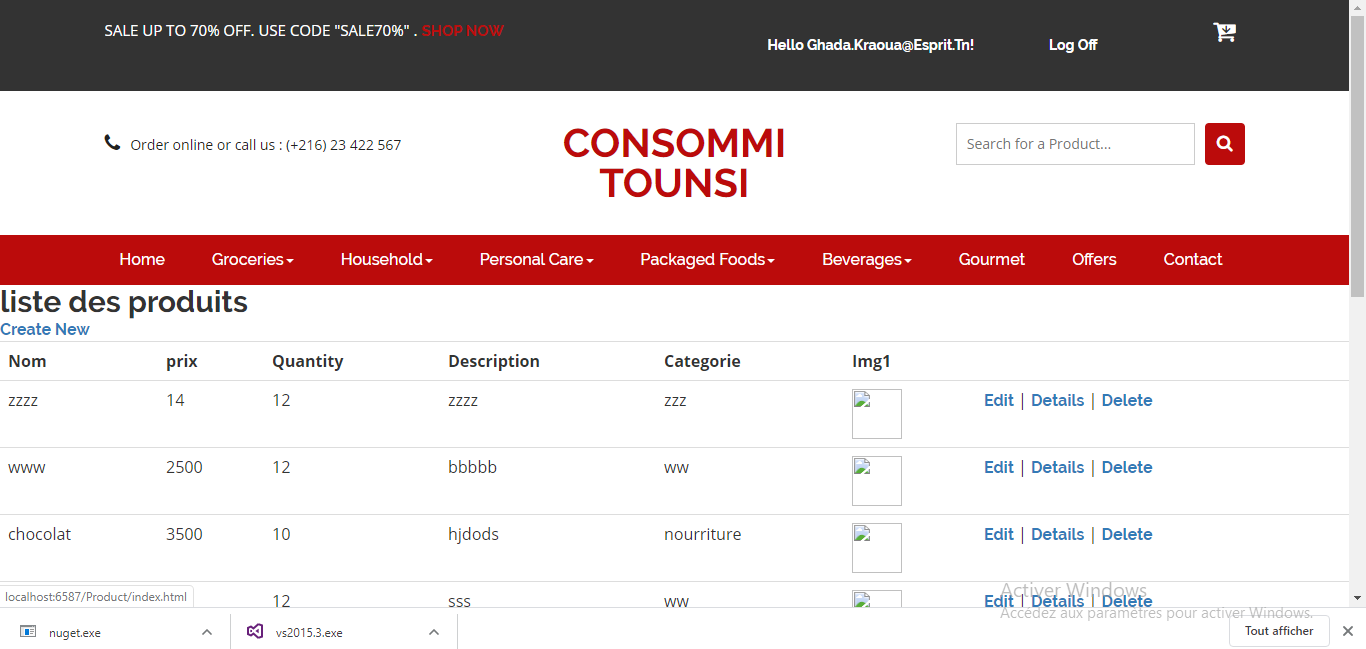 SALE UP TO 70% OFF. USE CODE "SALE70%" . SHOP NOW
Hello Ghada.Kraoua@Esprit.Tn!
Log Off
Order online or call us : (+216) 23 422 567
CONSOMMI
TOUNSI
Search for a Product...
Home Groceries Household Personal Care Packaged Foods Beverages Gourmet Offers Contact
liste des produits
Create New
Nom prix Quantity Description Categorie Img1
zzzz 14 12 zzzz zzz Edit | Details | Delete
www 2500 12 bbbbb ww Edit | Details | Delete
chocolat 3500 10 hjdods nourriture Edit | Details | Delete
12 sss ww Edit | Details | Delete
localhost:6587/Product/index.html
Activer Windows
Accédez aux paramètres pour activer Windows.
nuget.exe
vs2015.3.exe
Tout afficher